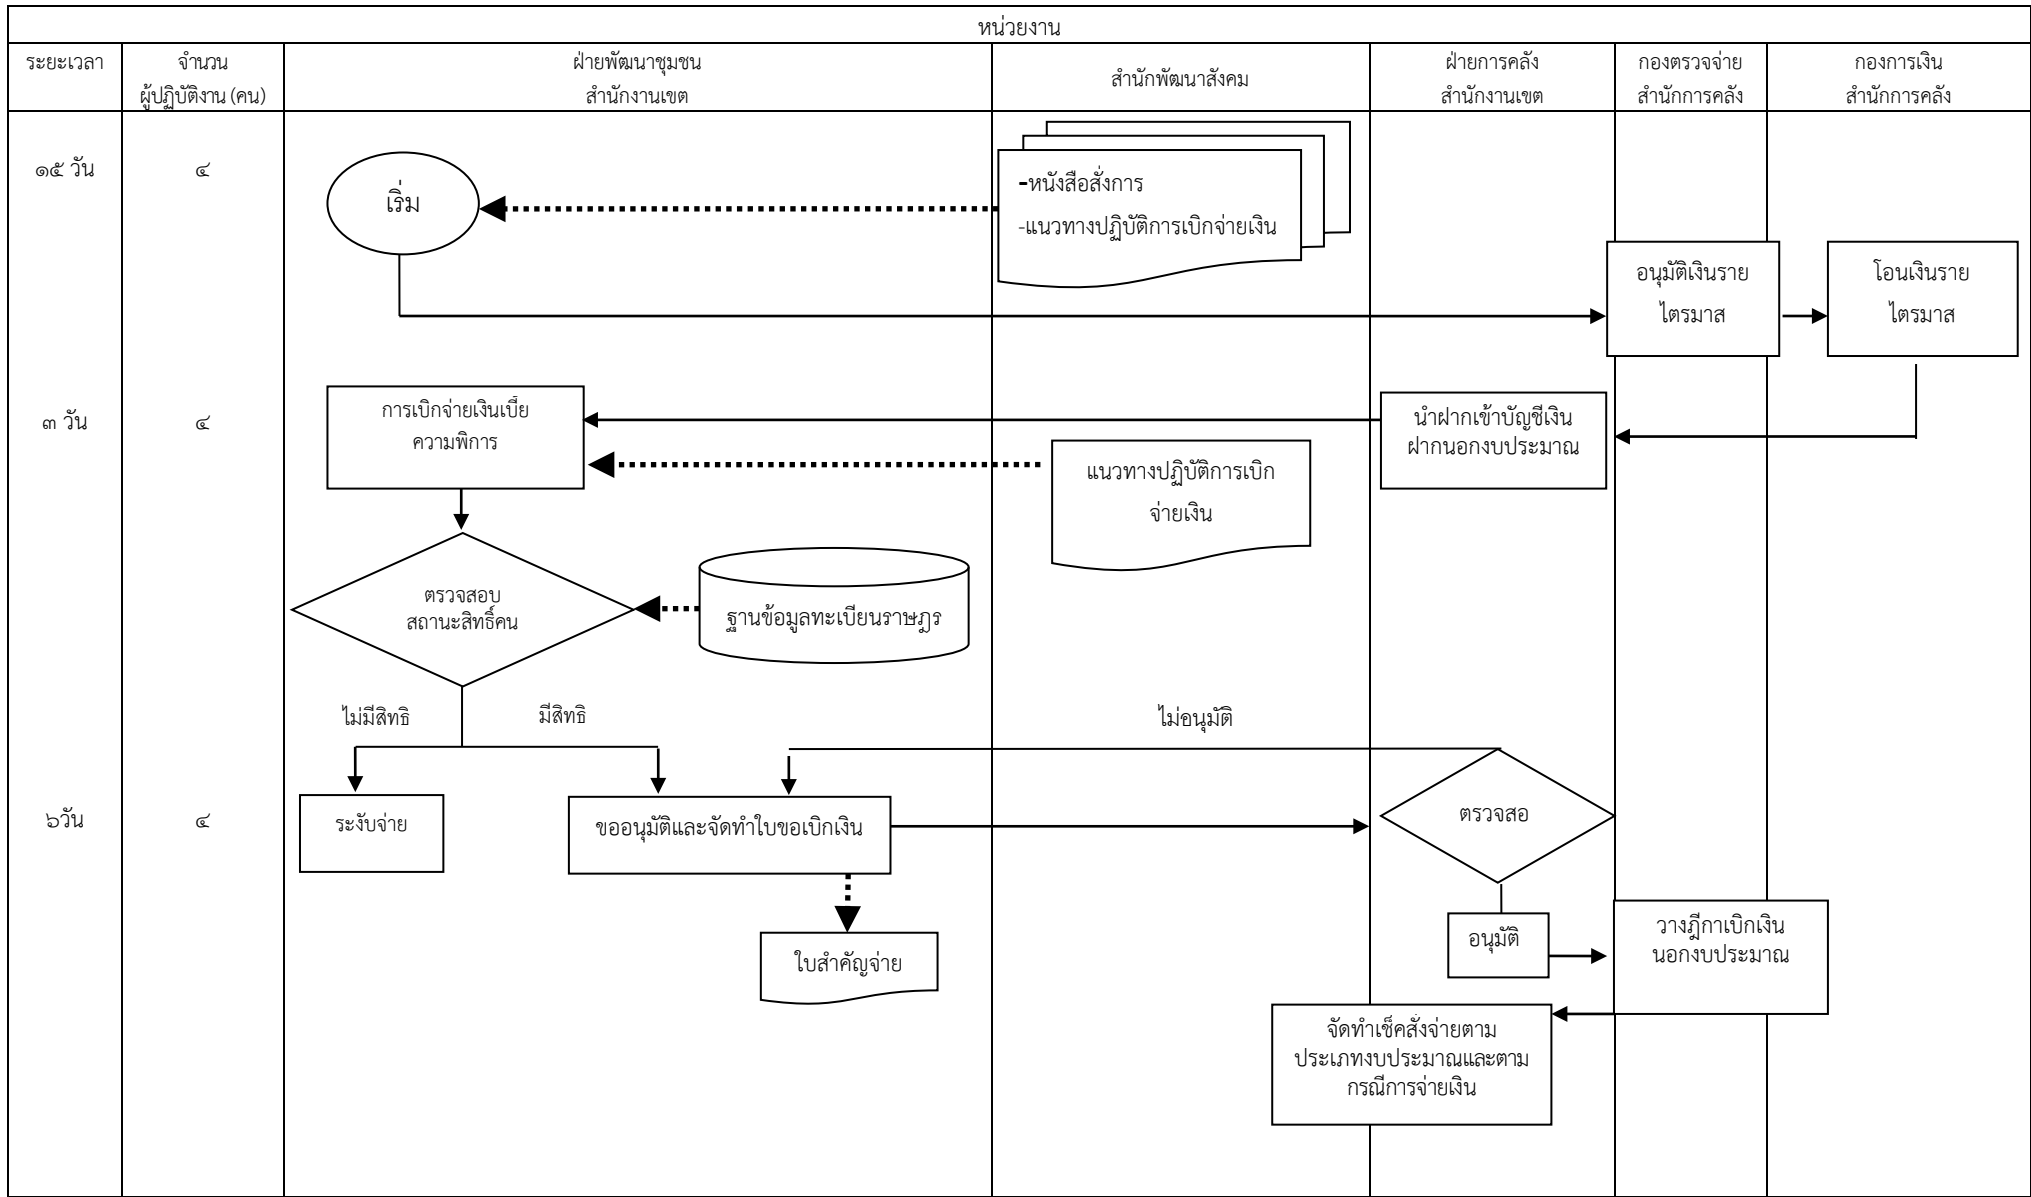 หน่วยงาน
ระยะเวลา
จำนวน
ผู้ปฏิบัติงาน (คน)
ฝ่ายพัฒนาชุมชน
สำนักงานเขต
สำนักพัฒนาสังคม
ฝ่ายการคลัง
สำนักงานเขต
กองตรวจจ่าย
สำนักการคลัง
กองการเงิน
สำนักการคลัง
๑๕ วัน
๔
เริ่ม
-หนังสือสั่งการ
-แนวทางปฏิบัติการเบิกจ่ายเงิน
อนุมัติเงินราย
ไตรมาส
โอนเงินราย
ไตรมาส
๓ วัน
๔
การเบิกจ่ายเงินเบี้ย
ความพิการ
นำฝากเข้าบัญชีเงิน
ฝากนอกงบประมาณ
แนวทางปฏิบัติการเบิก
จ่ายเงิน
ตรวจสอบ
สถานะสิทธิ์คน
ฐานข้อมูลทะเบียนราษฎร
ไม่มีสิทธิ
มีสิทธิ
ไม่อนุมัติ
๖วัน
๔
ระงับจ่าย
ขออนุมัติและจัดทำใบขอเบิกเงิน
ตรวจสอ
ใบสำคัญจ่าย
อนุมัติ
วางฎีกาเบิกเงิน
นอกงบประมาณ
จัดทำเช็คสั่งจ่ายตาม
ประเภทงบประมาณและตาม
กรณีการจ่ายเงิน